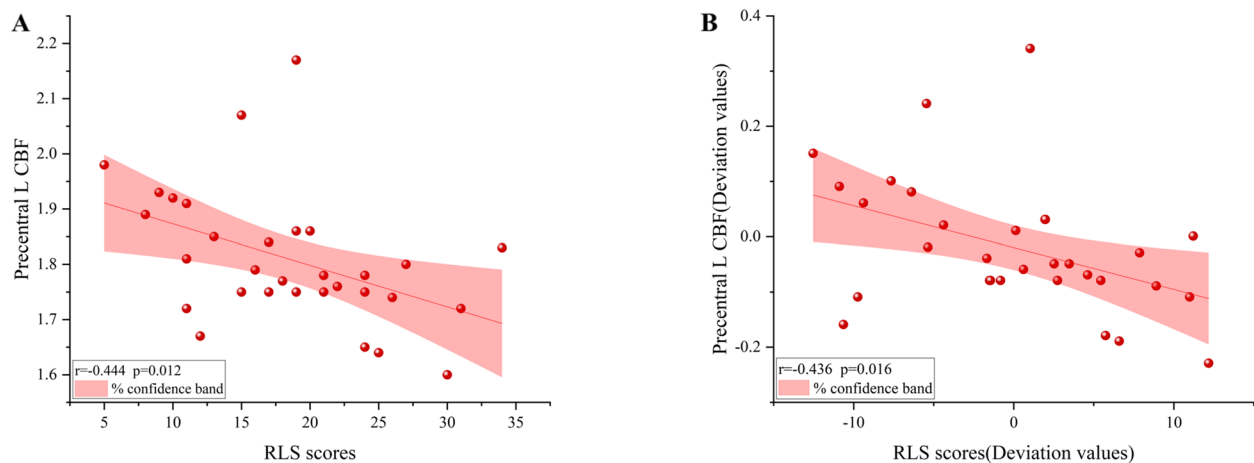 A
Precentral L CBF
2.2
2.1
2.0
1.9
1.8
1.7
1.6
r=-0.444 p=0.012
% confidence band
5 10 15 20 25 30 35
RLS scores
B
Precentral L CBF(Deviation values)
0.4
0.2
0.0
-0.2
r=-0.436 p=0.016
% confidence band
-10 0 10
RLS scores(Deviation values)